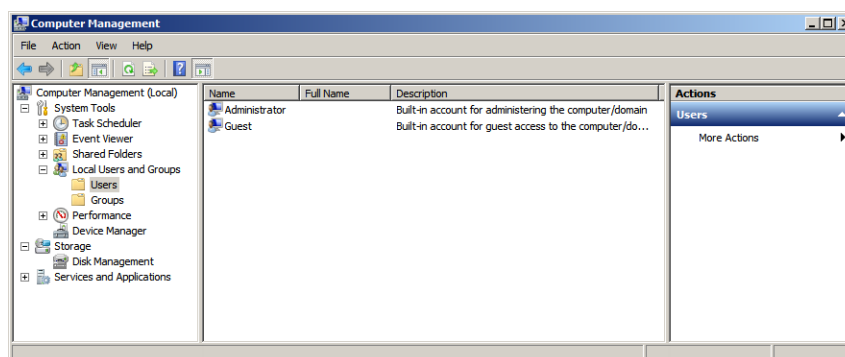 Computer Management
File Action View Help
Computer Management (Local)
System Tools
Task Scheduler
Event Viewer
Shared Folders
Local Users and Groups
Users
Groups
Performance
Device Manager
Storage
Disk Management
Services and Applications
Name Full Name Description
Administrator Built-in account for administering the computer/domain
Guest Built-in account for guest access to the computer/do...
Actions
Users
More Actions